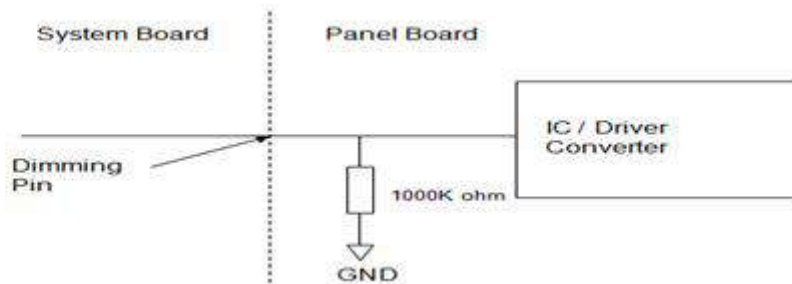 System Board
Panel Board
IC / Driver
Converter
Dimming
Pin
1000K ohm
GND